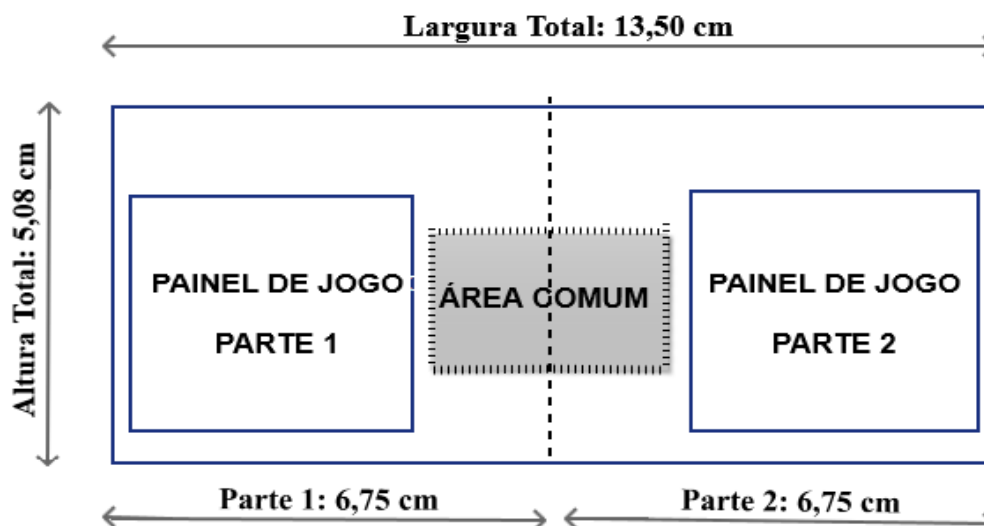 Largura Total: 13,50 cm
Altura Total: 5,08 cm
PAINEL DE JOGO
PARTE 1
ÁREA COMUM
PAINEL DE JOGO
PARTE 2
Parte 1: 6,75 cm
Parte 2: 6,75 cm